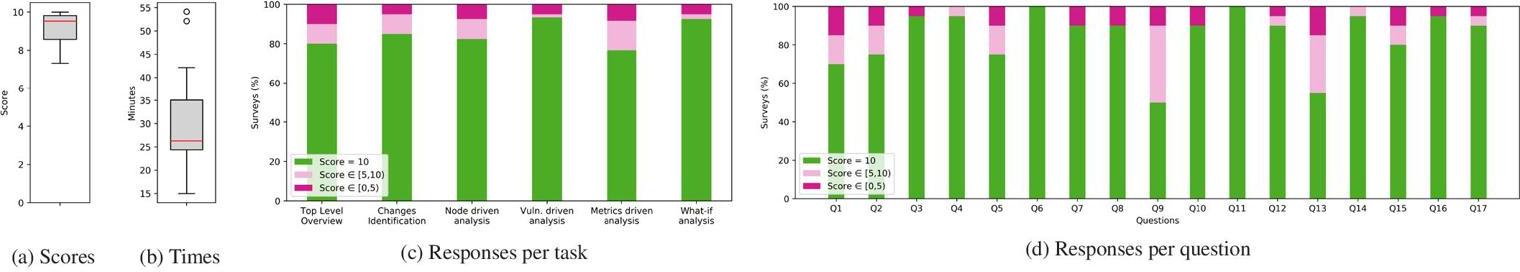 10
8
6
4
2
0
Score
55
50
45
40
35
30
25
20
15
Minutes
100
80
60
40
20
0
Surveys (%)
Score = 10
Score ∈ [5,10)
Score ∈ [0,5)
Top Level Overview
Changes Identification
Node driven analysis
Vuln. driven analysis
Metrics driven analysis
What-if analysis
100
80
60
40
20
0
Surveys (%)
Score = 10
Score ∈ [5,10)
Score ∈ [0,5)
Q1 Q2 Q3 Q4 Q5 Q6 Q7 Q8 Q9 Q10 Q11 Q12 Q13 Q14 Q15 Q16 Q17
Questions
(a) Scores
(b) Times
(c) Responses per task
(d) Responses per question